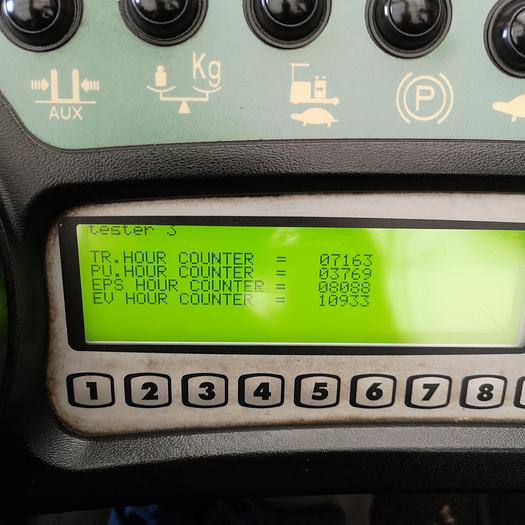 Kg
AUX
P
tester 3
TR.HOUR COUNTER = 07163
PU.HOUR COUNTER = 03769
EPS HOUR COUNTER = 08088
EV HOUR COUNTER = 10933
1 2 3 4 5 6 7 8